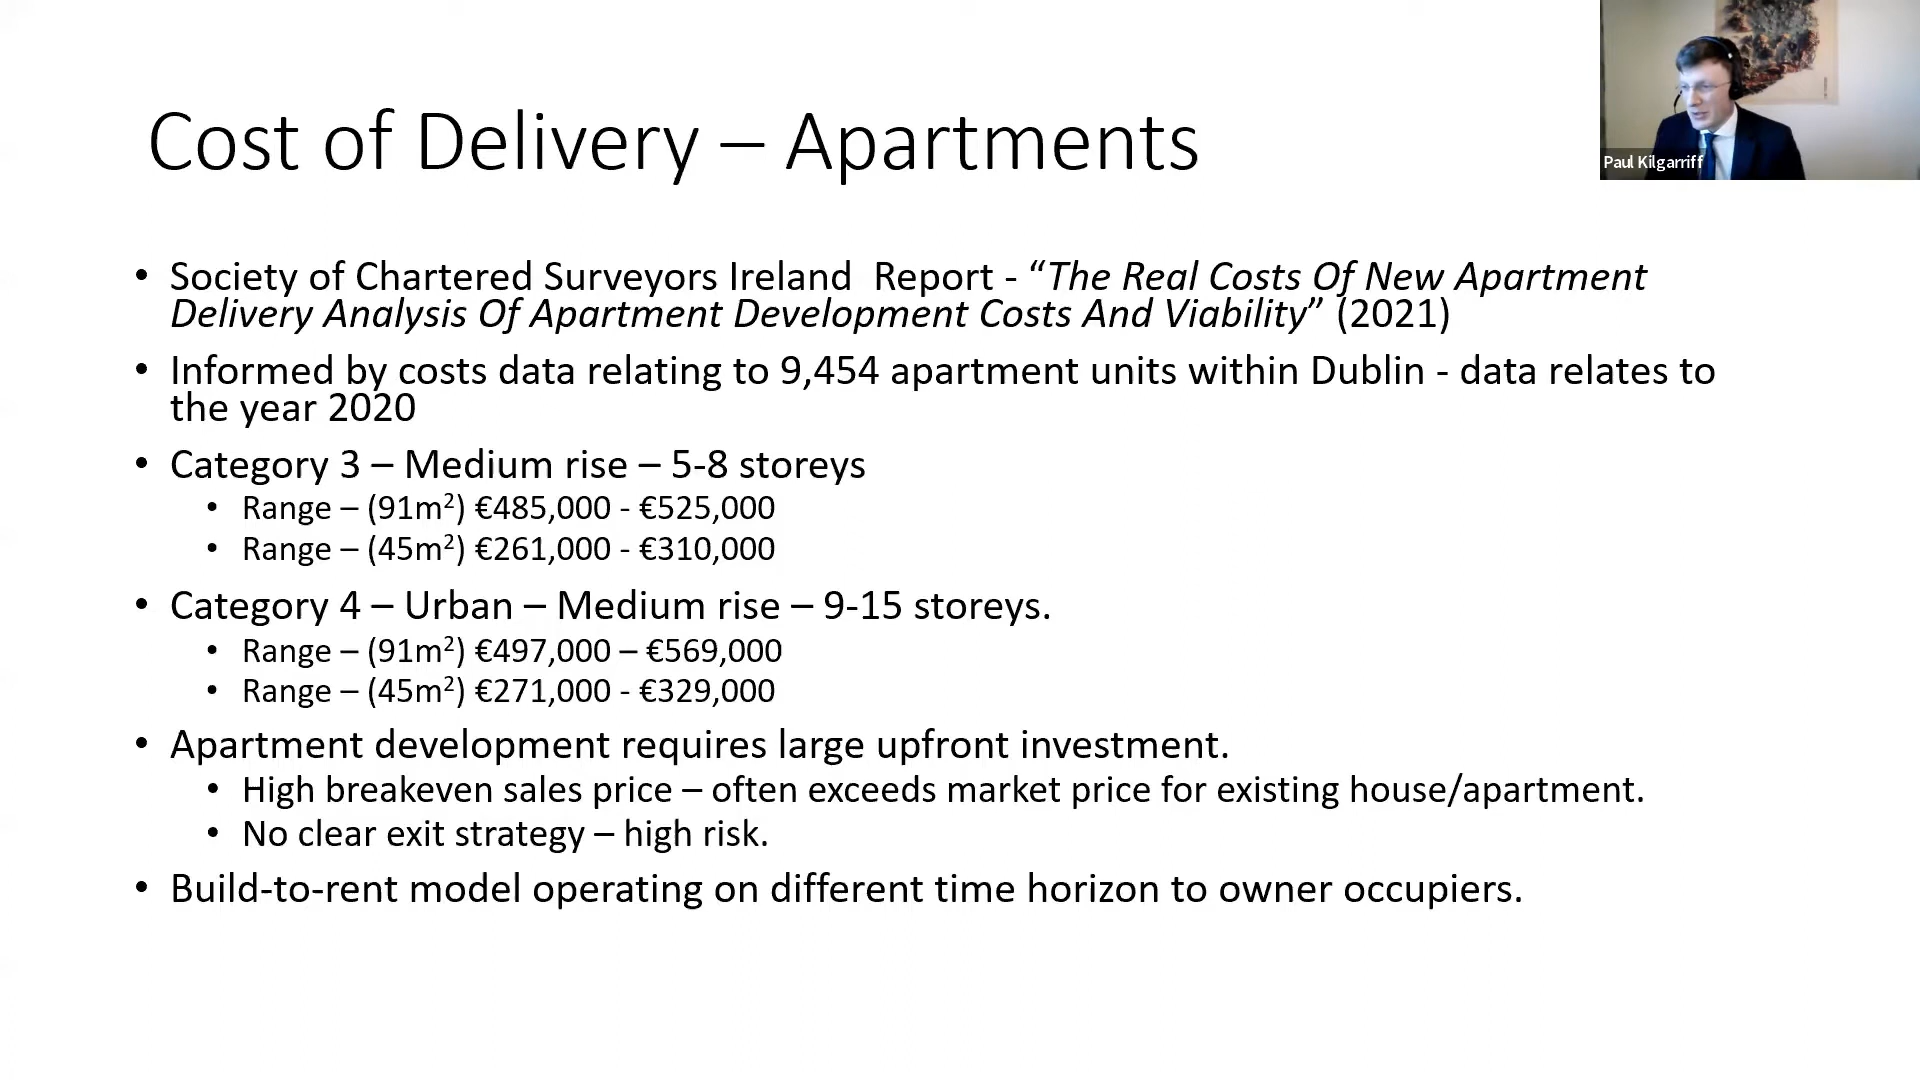 Cost of Delivery – Apartments
Paul Kilgarriff
• Society of Chartered Surveyors Ireland  Report - “The Real Costs Of New Apartment
Delivery Analysis Of Apartment Development Costs And Viability” (2021)
• Informed by costs data relating to 9,454 apartment units within Dublin - data relates to
the year 2020
• Category 3 – Medium rise – 5-8 storeys
• Range – (91m²) €485,000 - €525,000
• Range – (45m²) €261,000 - €310,000
• Category 4 – Urban – Medium rise – 9-15 storeys.
• Range – (91m²) €497,000 – €569,000
• Range – (45m²) €271,000 - €329,000
• Apartment development requires large upfront investment.
• High breakeven sales price – often exceeds market price for existing house/apartment.
• No clear exit strategy – high risk.
• Build-to-rent model operating on different time horizon to owner occupiers.